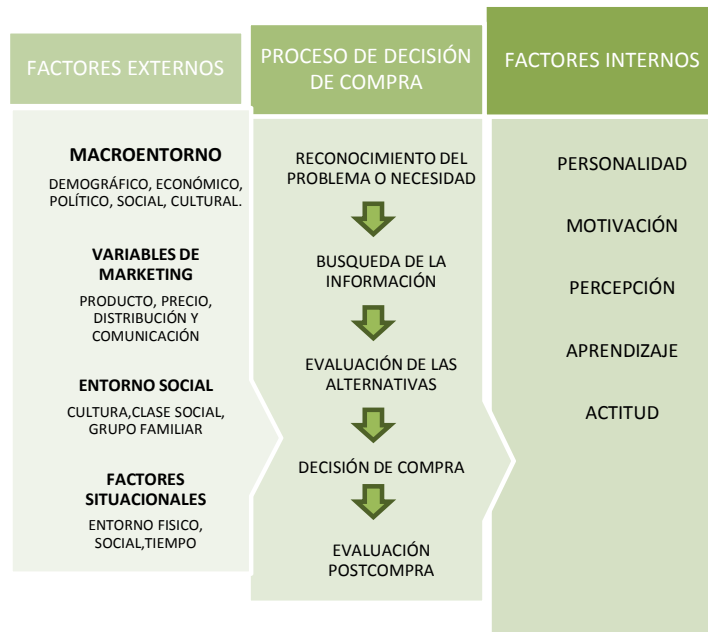 FACTORES EXTERNOS
MACROENTORNO
DEMOGRÁFICO, ECONÓMICO,
POLÍTICO, SOCIAL, CULTURAL.
VARIABLES DE
MARKETING
PRODUCTO, PRECIO,
DISTRIBUCIÓN Y
COMUNICACIÓN
ENTORNO SOCIAL
CULTURA,CLASE SOCIAL,
GRUPO FAMILIAR
FACTORES
SITUACIONALES
ENTORNO FISICO,
SOCIAL,TIEMPO
PROCESO DE DECISIÓN
DE COMPRA
RECONOCIMIENTO DEL
PROBLEMA O NECESIDAD
BUSQUEDA DE LA
INFORMACIÓN
EVALUACIÓN DE LAS
ALTERNATIVAS
DECISIÓN DE COMPRA
EVALUACIÓN
POSTCOMPRA
FACTORES INTERNOS
PERSONALIDAD
MOTIVACIÓN
PERCEPCIÓN
APRENDIZAJE
ACTITUD